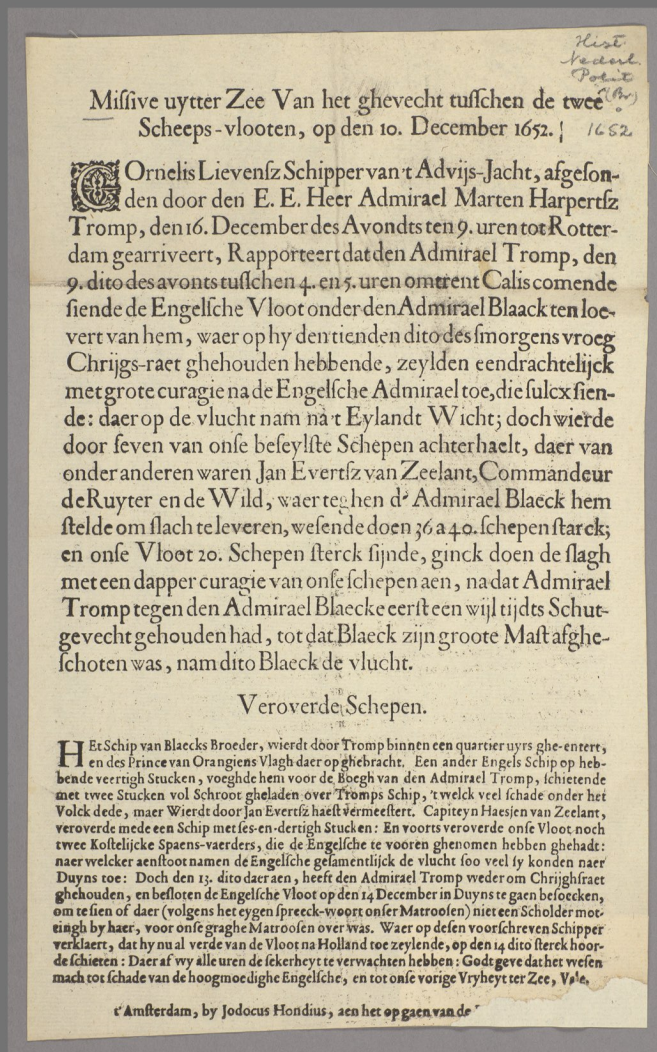 Hist.
Nederl.
Polit
(Br)
1652
Missive uytter Zee Van het ghevecht tusschen de twee
Scheeps-vlooten, op den 10. December 1652.
COrnelis Lievensz Schipper van 't Advijs-Jacht, afgeson-
den door den E. E. Heer Admirael Marten Harpertsz
Tromp, den 16. December des Avondts ten 9. uren tot Rotter-
dam gearriveert, Rapporteert dat den Admirael Tromp, den
9. dito des avonts tusschen 4. en 5. uren omtrent Calis comende
siende de Engelsche Vloot onder den Admirael Blaack ten loe-
vert van hem, waer op hy den tienden dito des smorgens vroeg
Chrijgs-raet ghehouden hebbende, zeylden eendrachtelijck
met grote curagie na de Engelsche Admirael toe, die sulcx sien-
de: daer op de vlucht nam na 't Eylandt Wicht; doch wierde
door seven van onse beseylste Schepen achterhaelt, daer van
onder anderen waren Jan Evertsz van Zeelant, Commandeur
de Ruyter en de Wild, waer teghen d' Admirael Blaeck hem
stelde om slach te leveren, wesende doen 36 a 40. schepen starck;
en onse Vloot 20. Schepen sterck sijnde, ginck doen de slagh
met een dapper curagie van onse schepen aen, na dat Admirael
Tromp tegen den Admirael Blaecke eerst een wijl tijdts Schut-
gevecht gehouden had, tot dat Blaeck zijn groote Mast afghe-
schoten was, nam dito Blaeck de vlucht.
Veroverde Schepen.
HEt Schip van Blaecks Broeder, wierdt door Tromp binnen een quartier uyrs ghe-entert,
en des Prince van Orangiens Vlagh daer op ghebracht. Een ander Engels Schip op heb-
bende veertigh Stucken, voeghde hem voor de Boegh van den Admirael Tromp, schietende
met twee Stucken vol Schroot gheladen over Tromps Schip, 't welck veel schade onder het
Volck dede, maer Wierdt door Jan Evertsz haest vermeestert. Capiteyn Haesjen van Zeelant,
veroverde mede een Schip met ses-en-dertigh Stucken: En voorts veroverde onse Vloot noch
twee Kostelijcke Spaens-vaerders, die de Engelsche te vooren ghenomen hebben ghehadt:
naer welcker aenstoot namen de Engelsche gesamentlijck de vlucht soo veel sy konden naer
Duyns toe: Doch den 13. dito daer aen, heeft den Admirael Tromp weder om Chrijghsraet
ghehouden, en besloten de Engelsche Vloot op den 14 December in Duyns te gaen besoecken,
om te sien of daer (volgens het eygen spreeck-woort onser Matroosen) niet een Scholder mot-
tingh by haer, voor onse graghe Matroosen over was. Waer op desen voorschreven Schipper
verklaert, dat hy nu al verde van de Vloot na Holland toe zeylende, op den 14 dito sterck hoor-
de schieten: Daer af wy alle uren de sekerheyt te verwachten hebben: Godt geve dat het wesen
mach tot schade van de hoogmoedighe Engelsche, en tot onse vorige Vryheyt ter Zee, Vale.
t'Amsterdam, by Jodocus Hondius, aen het op gaen van de